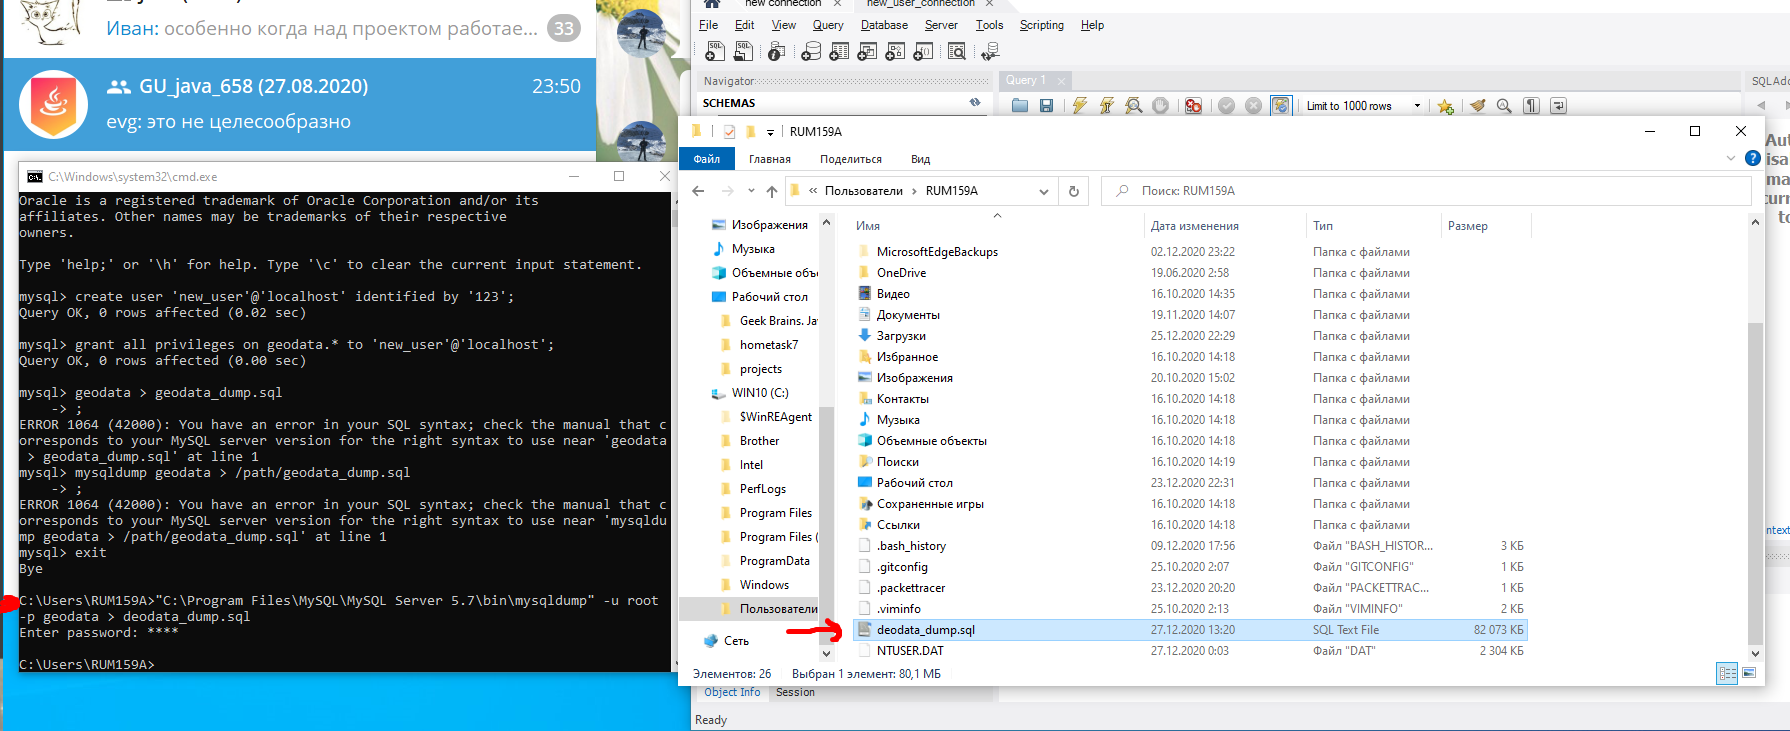 Иван: особенно когда над проектом работае...
33
GU_java_658 (27.08.2020)
23:50
evg: это не целесообразно
C:\Windows\system32\cmd.exe
Oracle is a registered trademark of Oracle Corporation and/or its
affiliates. Other names may be trademarks of their respective
owners.
Type 'help;' or '\h' for help. Type '\c' to clear the current input statement.
mysql> create user 'new_user'@'localhost' identified by '123';
Query OK, 0 rows affected (0.02 sec)
mysql> grant all privileges on geodata.* to 'new_user'@'localhost';
Query OK, 0 rows affected (0.00 sec)
mysql> geodata > geodata_dump.sql
-> ;
ERROR 1064 (42000): You have an error in your SQL syntax; check the manual that c
orresponds to your MySQL server version for the right syntax to use near 'geodata
> geodata_dump.sql' at line 1
mysql> mysqldump geodata > /path/geodata_dump.sql
-> ;
ERROR 1064 (42000): You have an error in your SQL syntax; check the manual that c
orresponds to your MySQL server version for the right syntax to use near 'mysqldu
mp geodata > /path/geodata_dump.sql' at line 1
mysql> exit
Bye
C:\Users\RUM159A>"C:\Program Files\MySQL\MySQL Server 5.7\bin\mysqldump" -u root
-p geodata > deodata_dump.sql
Enter password: ****
C:\Users\RUM159A>
new connection
new_user_connection
File Edit View Query Database Server Tools Scripting Help
Navigator
SCHEMAS
Query 1
SQLAdd
Limit to 1000 rows
RUM159A
Файл Главная Поделиться Вид
« Пользователи > RUM159A
Поиск: RUM159A
Изображения
Музыка
Объемные объ
Рабочий стол
Geek Brains. Ja
hometask7
projects
WIN10 (C:)
$WinREAgent
Brother
Intel
PerfLogs
Program Files
Program Files (
ProgramData
Windows
Пользователи
Сеть
Имя Дата изменения Тип Размер
MicrosoftEdgeBackups 02.12.2020 23:22 Папка с файлами
OneDrive 19.06.2020 2:58 Папка с файлами
Видео 16.10.2020 14:35 Папка с файлами
Документы 19.11.2020 14:07 Папка с файлами
Загрузки 25.12.2020 22:29 Папка с файлами
Избранное 16.10.2020 14:18 Папка с файлами
Изображения 20.10.2020 15:02 Папка с файлами
Контакты 16.10.2020 14:18 Папка с файлами
Музыка 16.10.2020 14:18 Папка с файлами
Объемные объекты 16.10.2020 14:18 Папка с файлами
Поиски 16.10.2020 14:19 Папка с файлами
Рабочий стол 23.12.2020 22:31 Папка с файлами
Сохраненные игры 16.10.2020 14:18 Папка с файлами
Ссылки 16.10.2020 14:18 Папка с файлами
.bash_history 09.12.2020 17:56 Файл "BASH_HISTOR... 3 КБ
.gitconfig 25.10.2020 2:07 Файл "GITCONFIG" 1 КБ
.packettracer 23.12.2020 20:20 Файл "PACKETTRAC... 1 КБ
.viminfo 25.10.2020 2:13 Файл "VIMINFO" 2 КБ
deodata_dump.sql 27.12.2020 13:20 SQL Text File 82 073 КБ
NTUSER.DAT 27.12.2020 0:03 Файл "DAT" 2 304 КБ
Элементов: 26 Выбран 1 элемент: 80,1 МБ
Aut
isa
ma
curr
to
ntext
Object Info Session
Ready